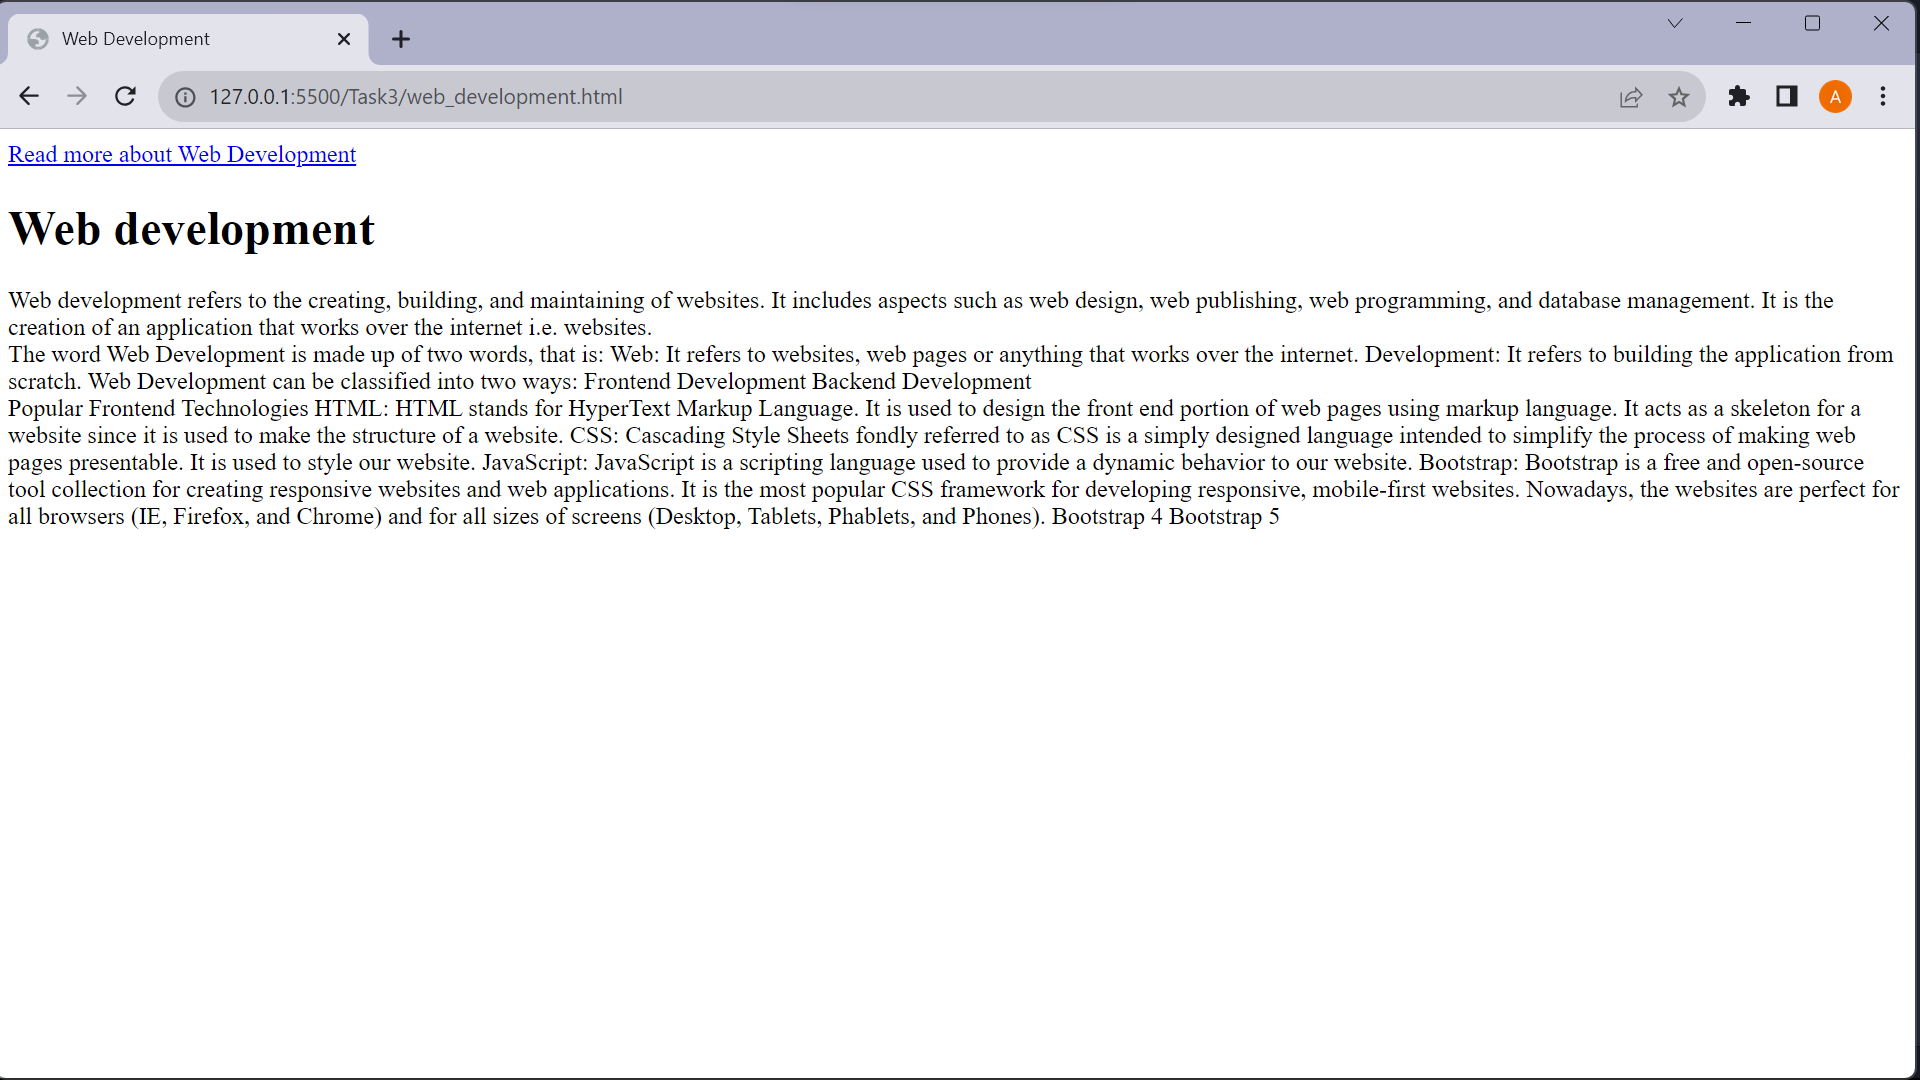 Web Development
127.0.0.1:5500/Task3/web_development.html
A
Read more about Web Development
Web development
Web development refers to the creating, building, and maintaining of websites. It includes aspects such as web design, web publishing, web programming, and database management. It is the
creation of an application that works over the internet i.e. websites.
The word Web Development is made up of two words, that is: Web: It refers to websites, web pages or anything that works over the internet. Development: It refers to building the application from
scratch. Web Development can be classified into two ways: Frontend Development Backend Development
Popular Frontend Technologies HTML: HTML stands for HyperText Markup Language. It is used to design the front end portion of web pages using markup language. It acts as a skeleton for a
website since it is used to make the structure of a website. CSS: Cascading Style Sheets fondly referred to as CSS is a simply designed language intended to simplify the process of making web
pages presentable. It is used to style our website. JavaScript: JavaScript is a scripting language used to provide a dynamic behavior to our website. Bootstrap: Bootstrap is a free and open-source
tool collection for creating responsive websites and web applications. It is the most popular CSS framework for developing responsive, mobile-first websites. Nowadays, the websites are perfect for
all browsers (IE, Firefox, and Chrome) and for all sizes of screens (Desktop, Tablets, Phablets, and Phones). Bootstrap 4 Bootstrap 5